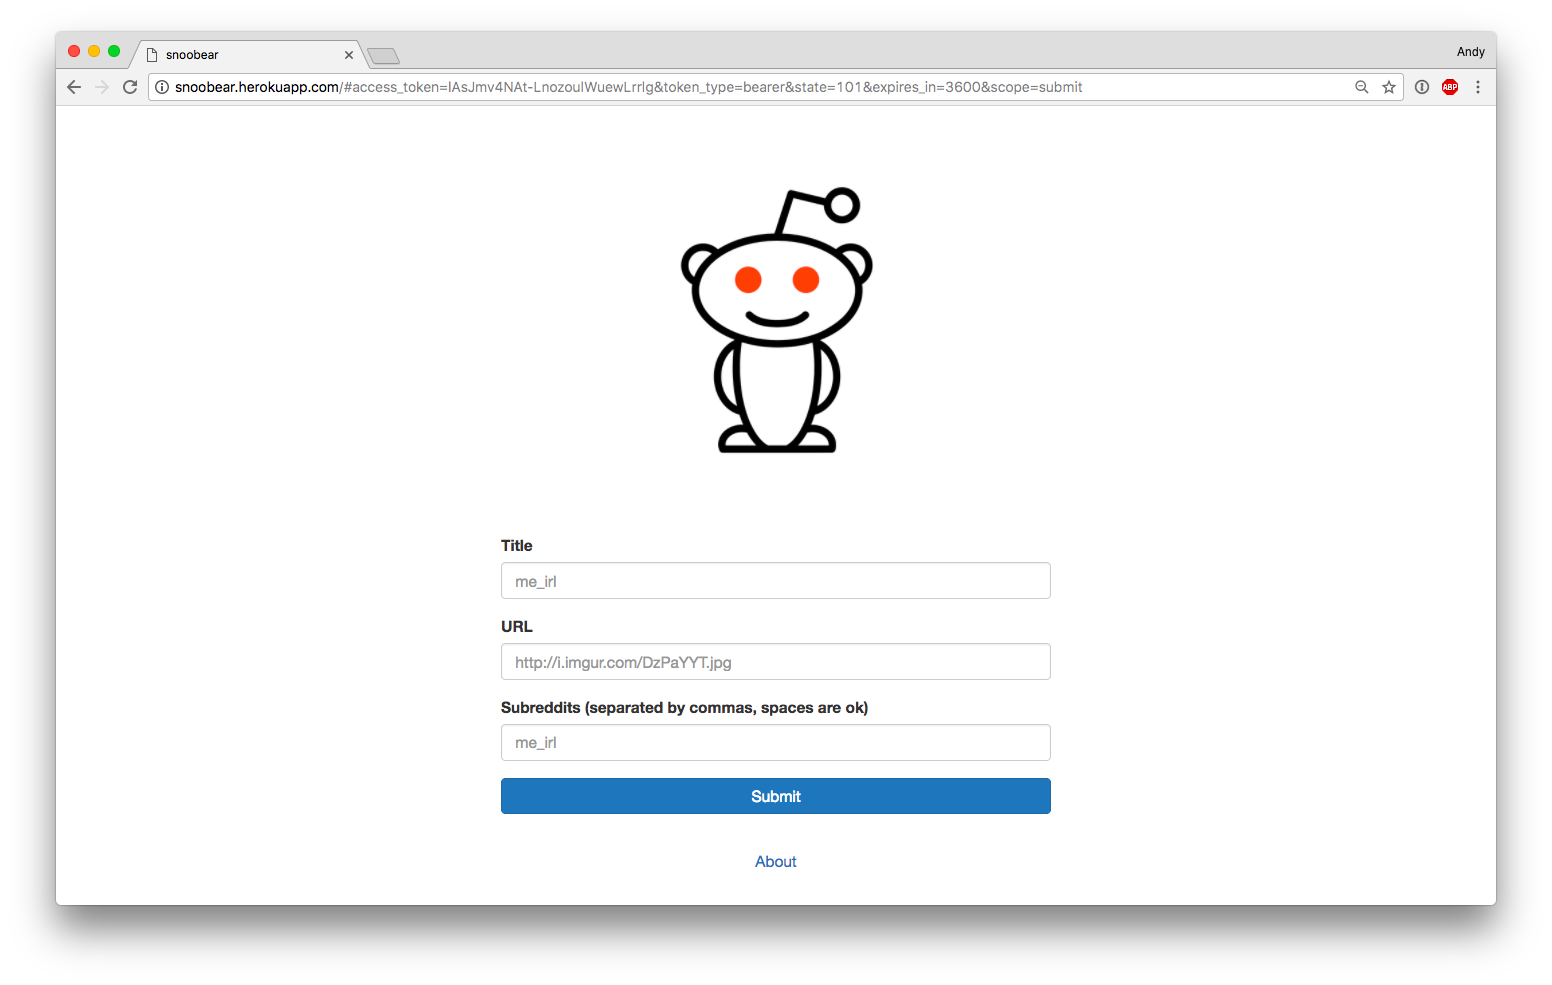 snoobear
Andy
snoobear.herokuapp.com/#access_token=IAsJmv4NAt-LnozoulWuewLrrlg&token_type=bearer&state=101&expires_in=3600&scope=submit
ABP
Title
me_irl
URL
http://i.imgur.com/DzPaYYT.jpg
Subreddits (separated by commas, spaces are ok)
me_irl
Submit
About